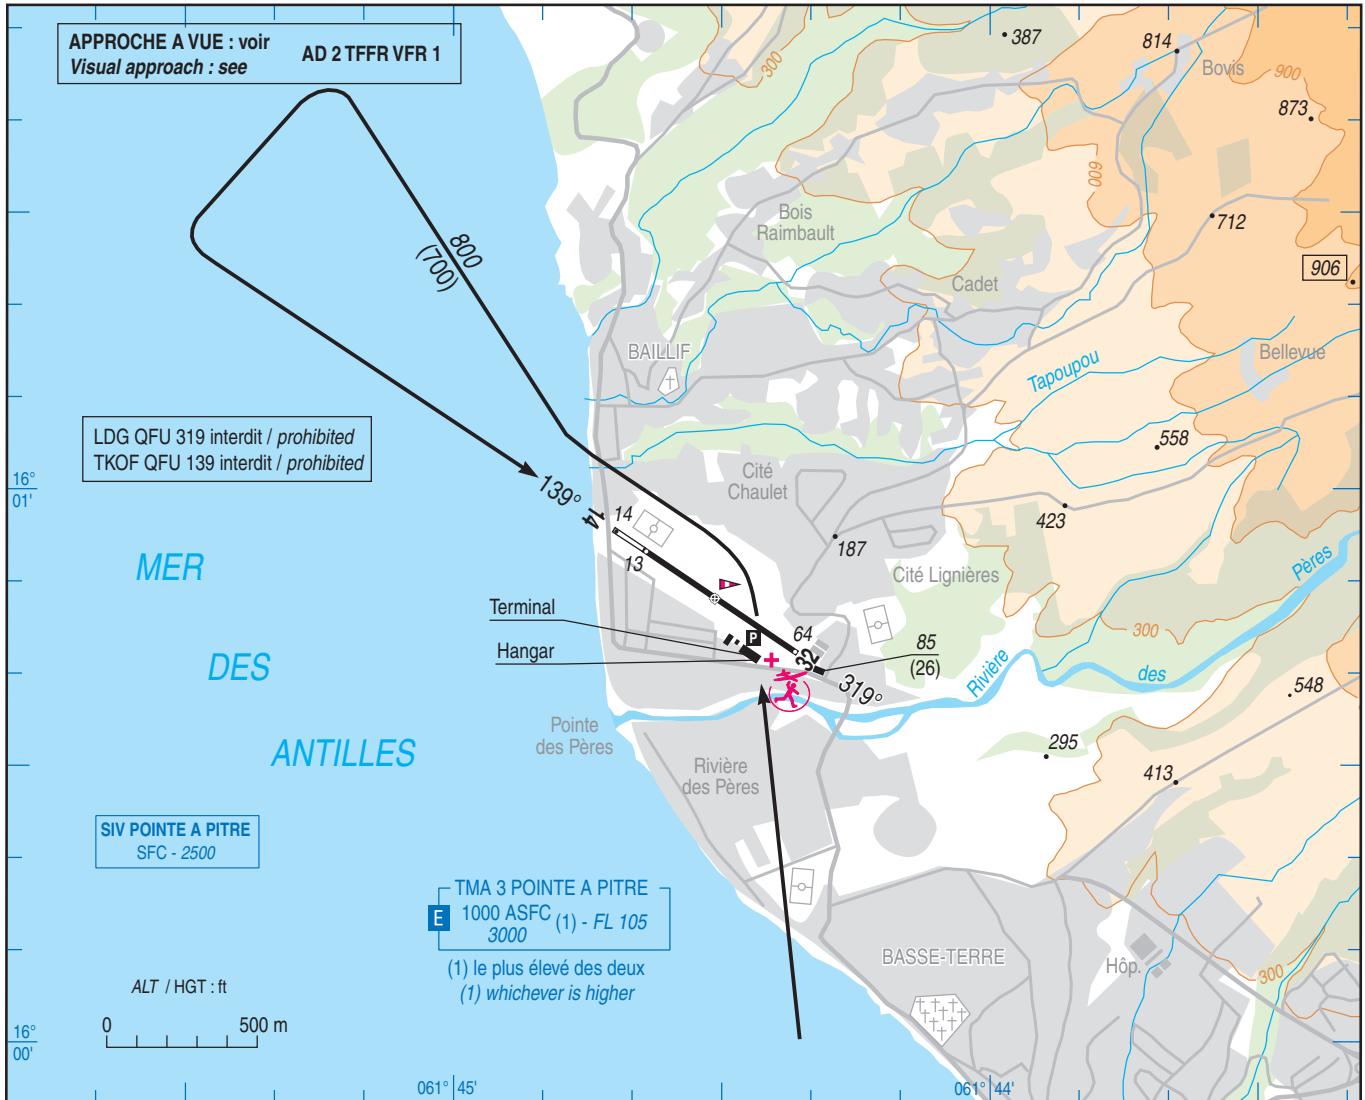 APPROCHE A VUE : voir
Visual approach : see
AD 2 TFFR VFR 1
387
814
Bovis
300
900
873
600
712
906
Bois
Raimbault
Cadet
800
(700)
BAILLIF
Tapoupou
Bellevue
LDG QFU 319 interdit / prohibited
TKOF QFU 139 interdit / prohibited
558
16°
01'
139°
14
14
13
Cité
Chaulet
423
187
MER
Cité Lignières
Pères
Terminal
P
64
300
Hangar
32
85
(26)
DES
319°
Rivière
des
548
Pointe
des Pères
ANTILLES
295
Rivière
des Pères
413
SIV POINTE A PITRE
SFC - 2500
TMA 3 POINTE A PITRE
E
1000 ASFC
3000
(1) - FL 105
(1) le plus élevé des deux
(1) whichever is higher
BASSE-TERRE
Hôp.
300
ALT / HGT : ft
0
500 m
16°
00'
061° 45'
061° 44'